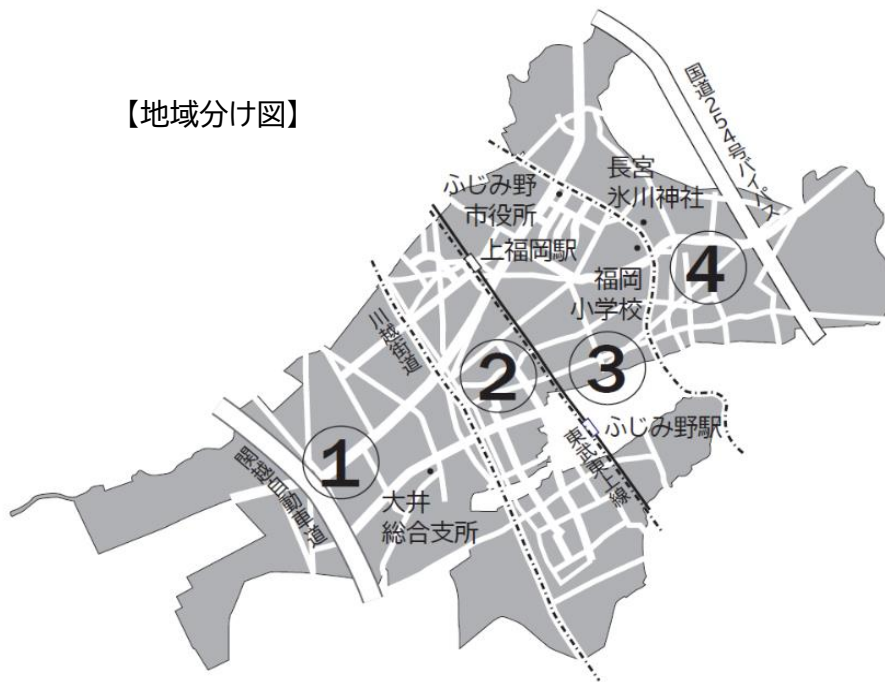 【地域分け図】
国道254号バイパス
ふじみ野
市役所
長宮
氷川神社
上福岡駅
福岡
小学校
4
川越街道
2
3
ふじみ野駅
東武東上線
1
関越自動車道
大井
総合支所